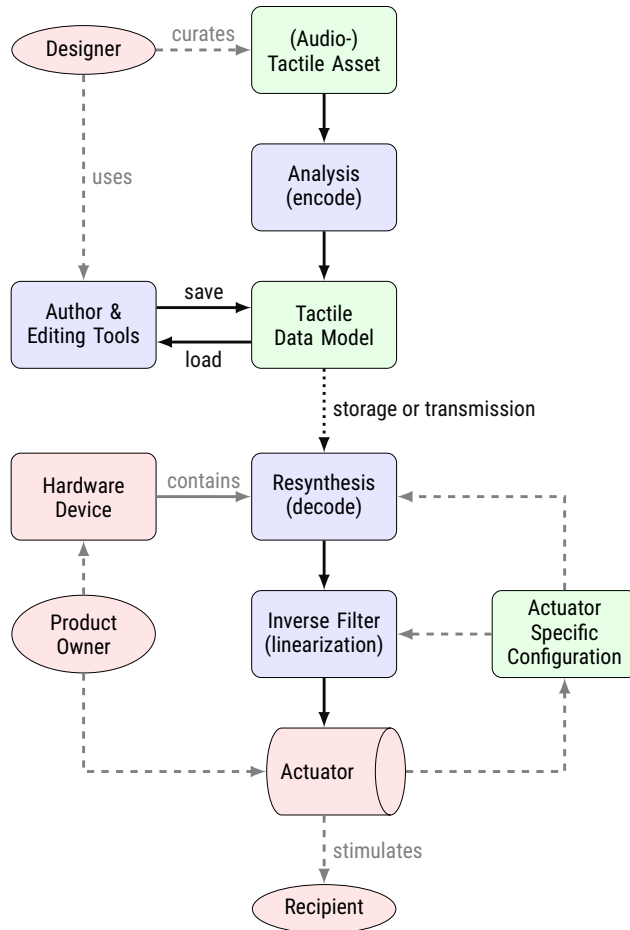 Designer
curates
(Audio-)
Tactile Asset
uses
Analysis
(encode)
Author &
Editing Tools
save
load
Tactile
Data Model
storage or transmission
Hardware
Device
contains
Resynthesis
(decode)
Product
Owner
Inverse Filter
(linearization)
Actuator
Specific
Configuration
Actuator
stimulates
Recipient